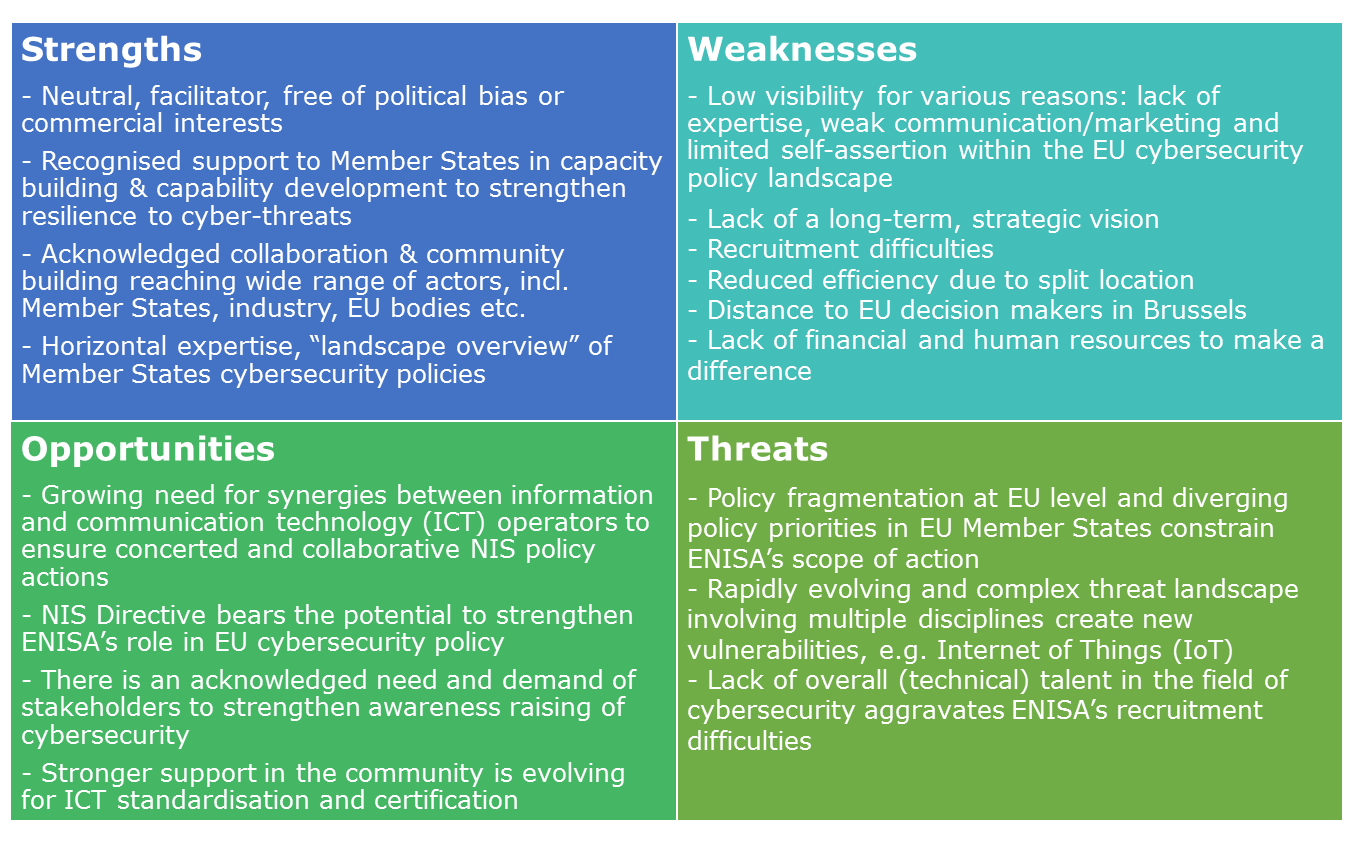 Strengths
- Neutral, facilitator, free of political bias or
commercial interests
- Recognised support to Member States in capacity
building & capability development to strengthen
resilience to cyber-threats
- Acknowledged collaboration & community
building reaching wide range of actors, incl.
Member States, industry, EU bodies etc.
- Horizontal expertise, “landscape overview” of
Member States cybersecurity policies
Weaknesses
- Low visibility for various reasons: lack of
expertise, weak communication/marketing and
limited self-assertion within the EU cybersecurity
policy landscape
- Lack of a long-term, strategic vision
- Recruitment difficulties
- Reduced efficiency due to split location
- Distance to EU decision makers in Brussels
- Lack of financial and human resources to make a
difference
Opportunities
- Growing need for synergies between information
and communication technology (ICT) operators to
ensure concerted and collaborative NIS policy
actions
- NIS Directive bears the potential to strengthen
ENISA’s role in EU cybersecurity policy
- There is an acknowledged need and demand of
stakeholders to strengthen awareness raising of
cybersecurity
- Stronger support in the community is evolving
for ICT standardisation and certification
Threats
- Policy fragmentation at EU level and diverging
policy priorities in EU Member States constrain
ENISA’s scope of action
- Rapidly evolving and complex threat landscape
involving multiple disciplines create new
vulnerabilities, e.g. Internet of Things (IoT)
- Lack of overall (technical) talent in the field of
cybersecurity aggravates ENISA’s recruitment
difficulties